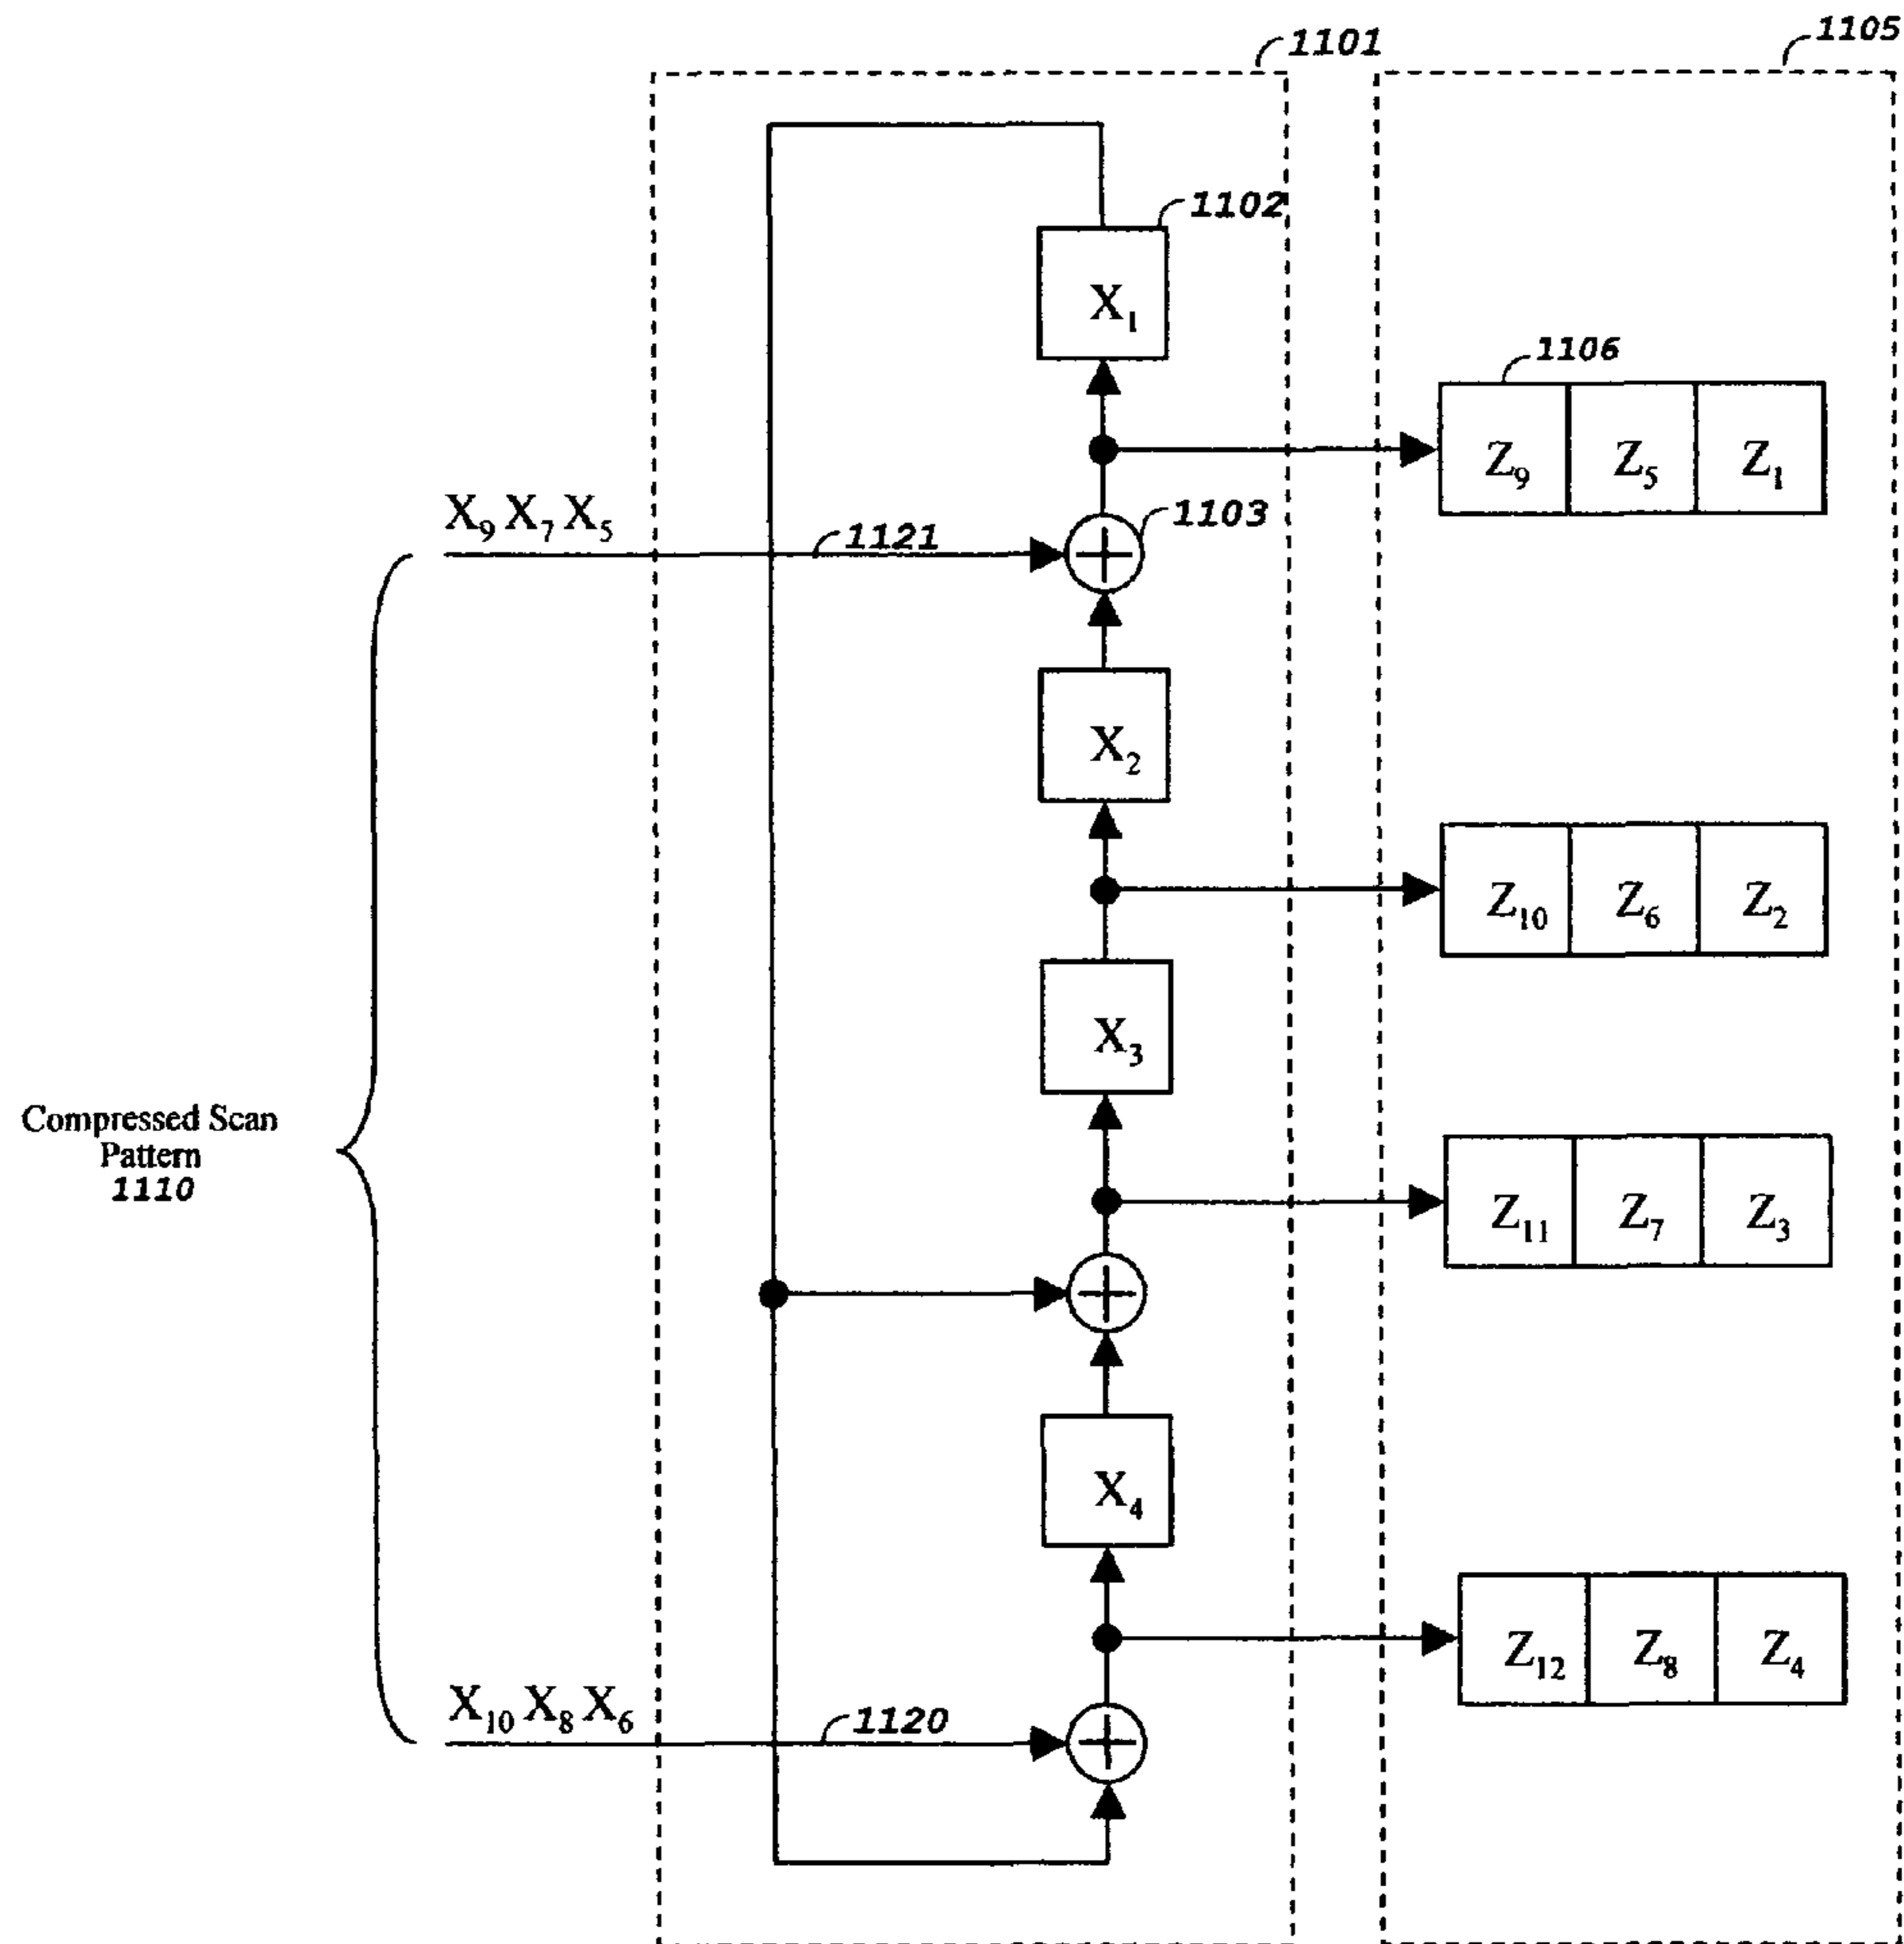 1101
1105
1102
X₁
1106
Z₉ Z₅ Z₁
X₉ X₇ X₅
1121
1103
X₂
Z₁₀ Z₆ Z₂
X₃
Compressed Scan
Pattern
1110
Z₁₁ Z₇ Z₃
X₄
Z₁₂ Z₈ Z₄
X₁₀ X₈ X₆
1120